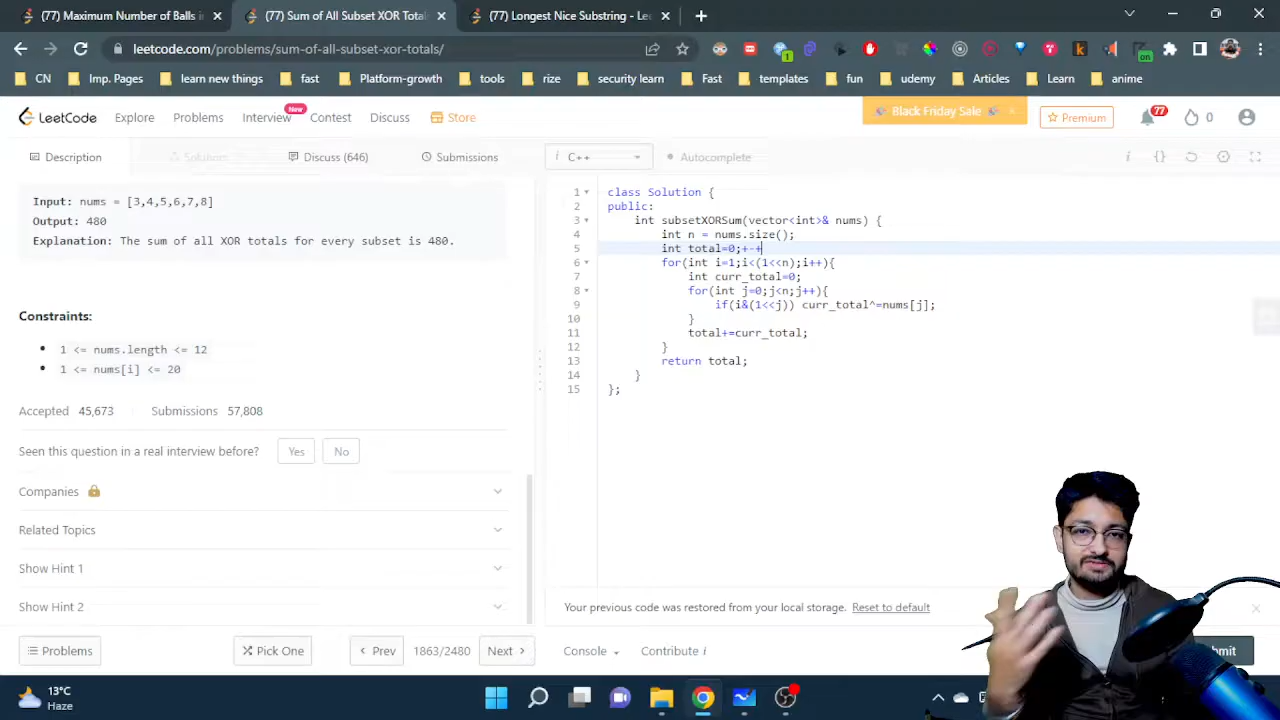 (77) Maximum Number of Balls in
(77) Sum of All Subset XOR Total
(77) Longest Nice Substring - Le
leetcode.com/problems/sum-of-all-subset-xor-totals/
CN
Imp. Pages
learn new things
fast
Platform-growth
tools
rize
security learn
Fast
templates
fun
udemy
Articles
Learn
anime
LeetCode
Explore
Problems
Interview
New
Contest
Discuss
Store
Black Friday Sale
Premium
77
0
Description
Solution
Discuss (646)
Submissions
i C++
Autocomplete
Input: nums = [3,4,5,6,7,8]
Output: 480
Explanation: The sum of all XOR totals for every subset is 480.
Constraints:
1 <= nums.length <= 12
1 <= nums[i] <= 20
Accepted 45,673 Submissions 57,808
Seen this question in a real interview before? Yes No
Companies
Related Topics
Show Hint 1
Show Hint 2
1 class Solution {
2 public:
3 int subsetXORSum(vector<int>& nums) {
4 int n = nums.size();
5 int total=0;+-+
6 for(int i=1;i<(1<<n);i++){
7 int curr_total=0;
8 for(int j=0;j<n;j++){
9 if(i&(1<<j)) curr_total^=nums[j];
10 }
11 total+=curr_total;
12 }
13 return total;
14 }
15 };
Your previous code was restored from your local storage. Reset to default
Problems
Pick One
Prev
1863/2480
Next
Console
Contribute i
13°C
Haze